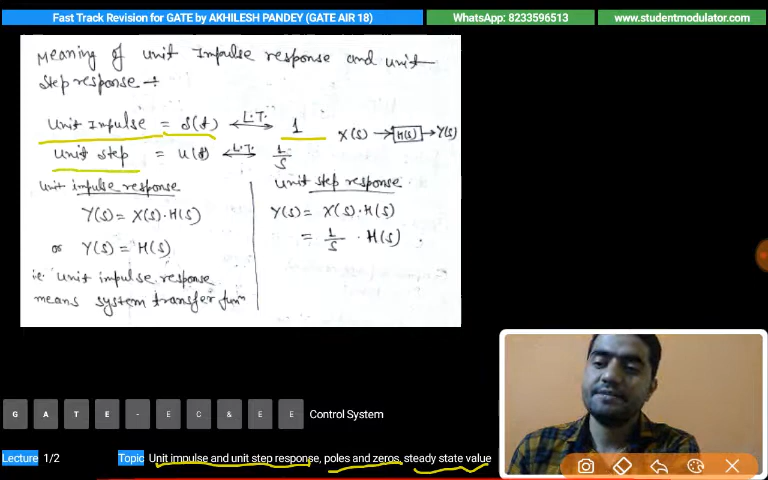 Fast Track Revision for GATE by AKHILESH PANDEY (GATE AIR 18)
WhatsApp: 8233596513
www.studentmodulator.com
Meaning of Unit Impulse response and unit
step response ÷
Unit Impulse = δ(t) ⟷ L.T. 1
X(s) → H(s) → Y(s)
Unit step = u(t) ⟷ L.T. 1/s
Unit impulse response
Y(s) = X(s)·H(s)
or Y(s) = H(s)
i.e. Unit impulse response
means system transfer funⁿ
Unit step response
Y(s) = X(s)·H(s)
= 1/s · H(s)
G A T E - E C & E E Control System
Lecture 1/2 Topic Unit impulse and unit step response, poles and zeros, steady state value